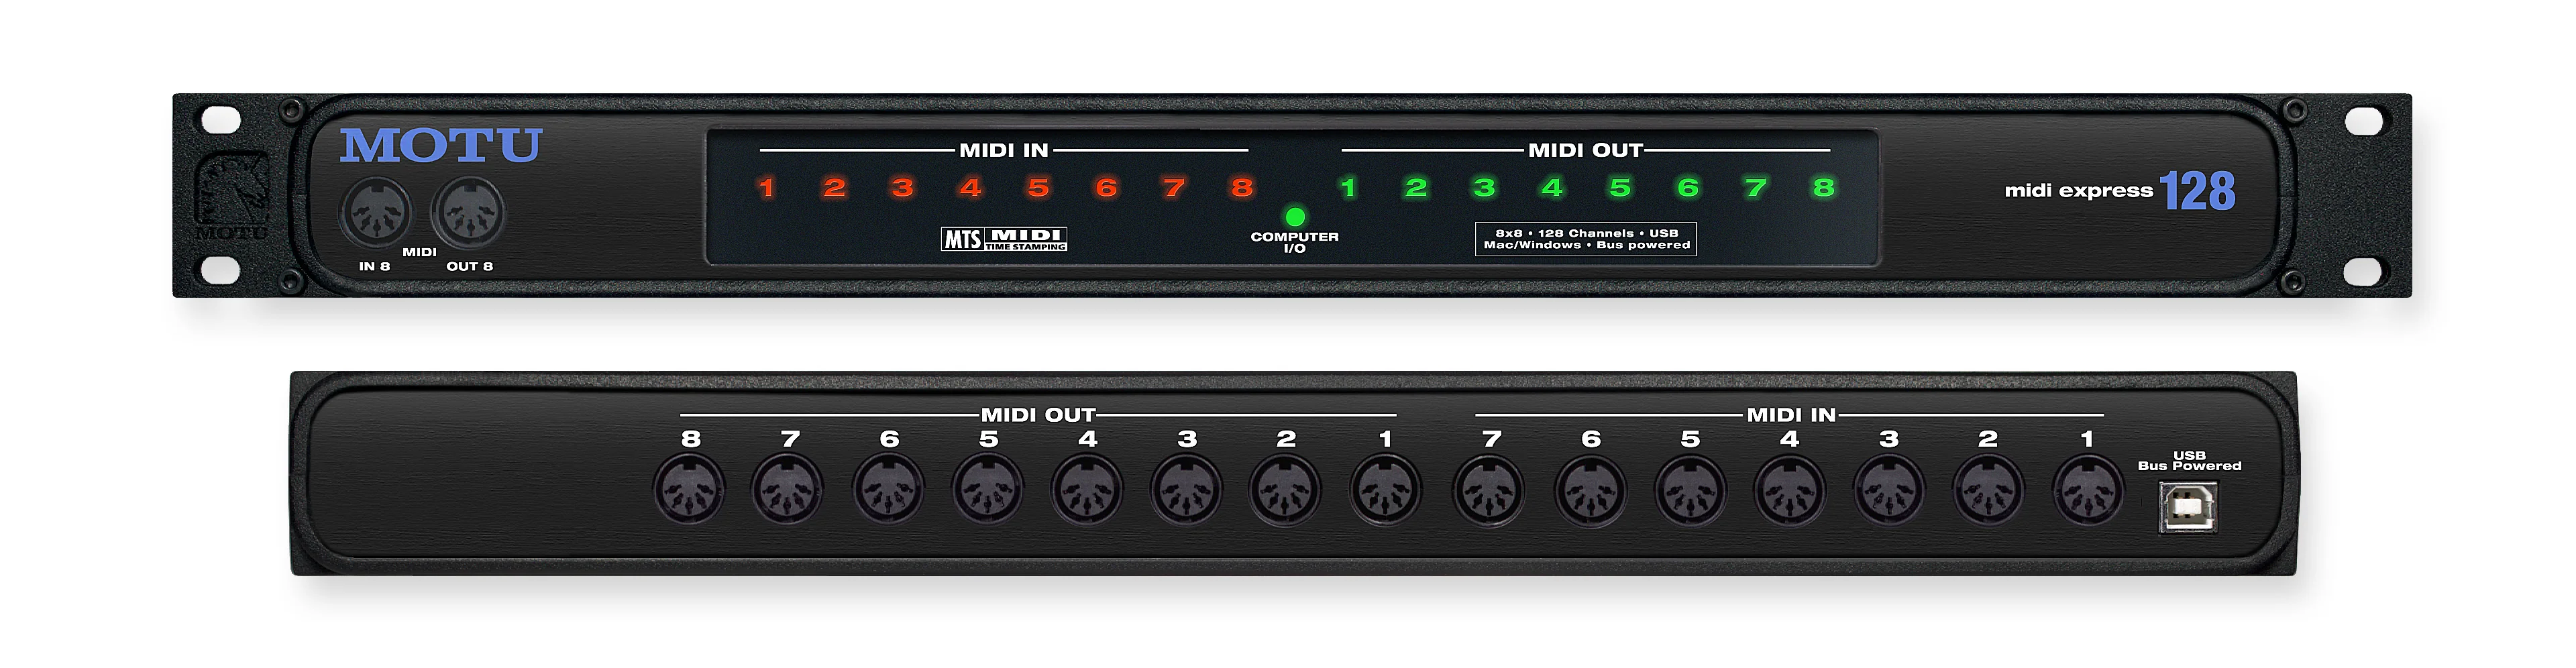 MOTU
MOTU
MIDI
IN 8 OUT 8
MIDI IN
1 2 3 4 5 6 7 8
MTS MIDI
TIME STAMPING
COMPUTER
I/O
MIDI OUT
1 2 3 4 5 6 7 8
8x8 • 128 Channels • USB
Mac/Windows • Bus powered
midi express 128
MIDI OUT
8 7 6 5 4 3 2 1
MIDI IN
7 6 5 4 3 2 1
USB
Bus Powered